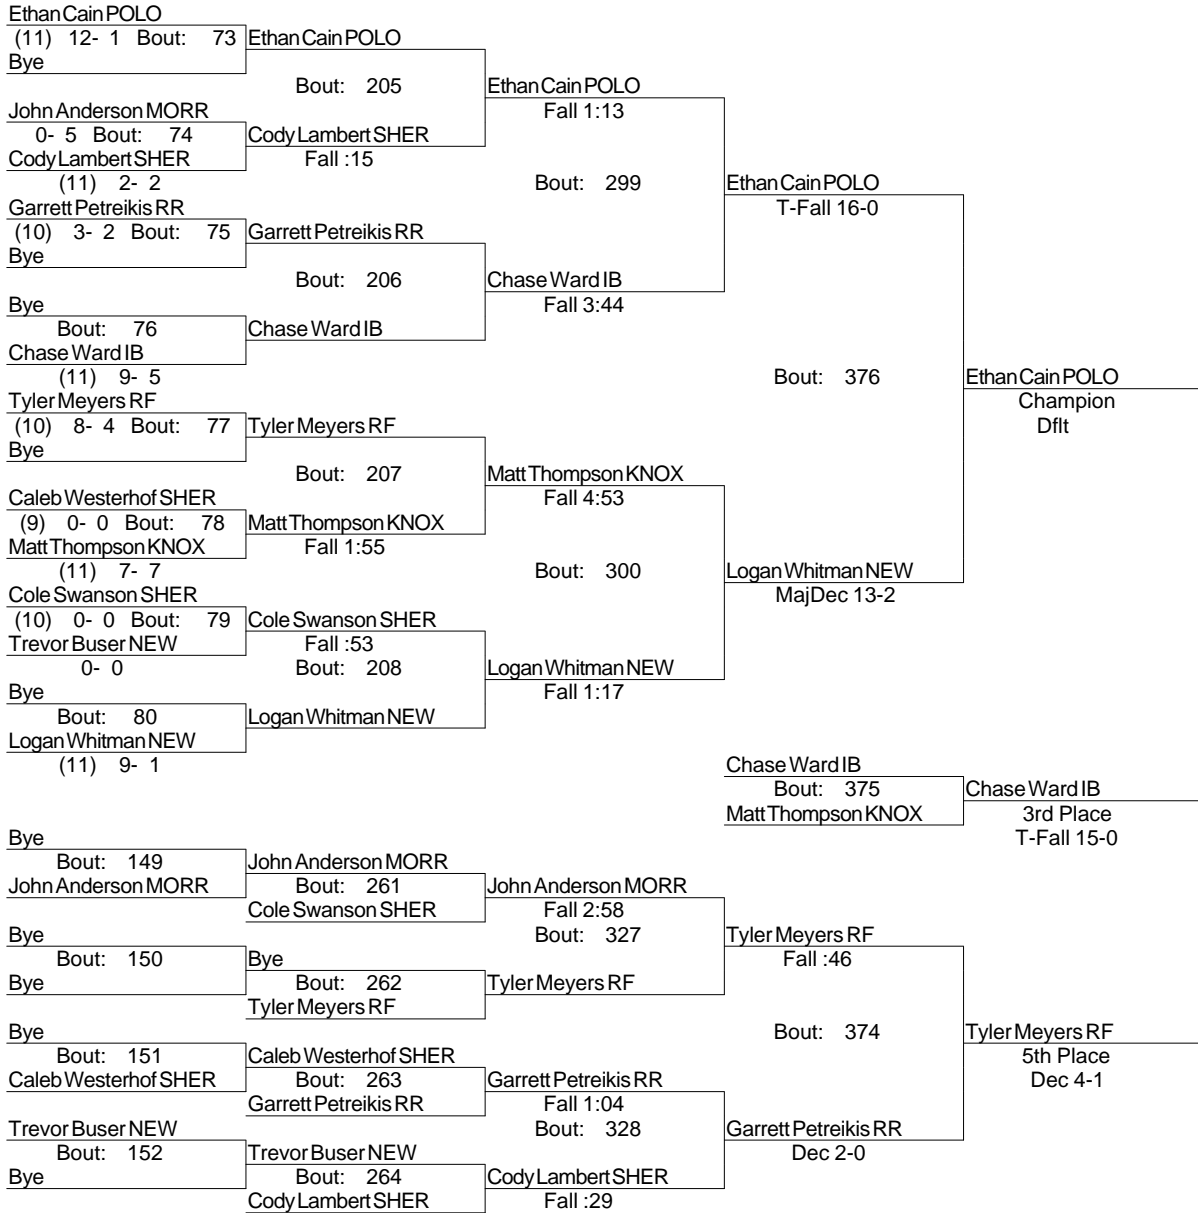 Ethan Cain POLO
(11) 12- 1 Bout: 73 Ethan Cain POLO
Bye
Bout: 205 Ethan Cain POLO
John Anderson MORR Fall 1:13
0- 5 Bout: 74 Cody Lambert SHER
Cody Lambert SHER Fall :15
(11) 2- 2 Bout: 299 Ethan Cain POLO
Garrett Petreikis RR T-Fall 16-0
(10) 3- 2 Bout: 75 Garrett Petreikis RR
Bye
Bout: 206 Chase Ward IB
Bye Fall 3:44
Bout: 76 Chase Ward IB
Chase Ward IB
(11) 9- 5 Bout: 376 Ethan Cain POLO
Tyler Meyers RF Champion
(10) 8- 4 Bout: 77 Tyler Meyers RF Dflt
Bye
Bout: 207 Matt Thompson KNOX
Caleb Westerhof SHER Fall 4:53
(9) 0- 0 Bout: 78 Matt Thompson KNOX
Matt Thompson KNOX Fall 1:55
(11) 7- 7 Bout: 300 Logan Whitman NEW
Cole Swanson SHER MajDec 13-2
(10) 0- 0 Bout: 79 Cole Swanson SHER
Trevor Buser NEW Fall :53
0- 0 Bout: 208 Logan Whitman NEW
Bye Fall 1:17
Bout: 80 Logan Whitman NEW
Logan Whitman NEW
(11) 9- 1 Chase Ward IB
Bout: 375 Chase Ward IB
Matt Thompson KNOX 3rd Place
Bye T-Fall 15-0
Bout: 149 John Anderson MORR
John Anderson MORR Bout: 261 John Anderson MORR
Cole Swanson SHER Fall 2:58
Bye Bout: 327 Tyler Meyers RF
Bout: 150 Bye Fall :46
Bye Bout: 262 Tyler Meyers RF
Tyler Meyers RF
Bye Bout: 374 Tyler Meyers RF
Bout: 151 Caleb Westerhof SHER 5th Place
Caleb Westerhof SHER Bout: 263 Garrett Petreikis RR Dec 4-1
Garrett Petreikis RR Fall 1:04
Trevor Buser NEW Bout: 328 Garrett Petreikis RR
Bout: 152 Trevor Buser NEW Dec 2-0
Bye Bout: 264 Cody Lambert SHER
Cody Lambert SHER Fall :29